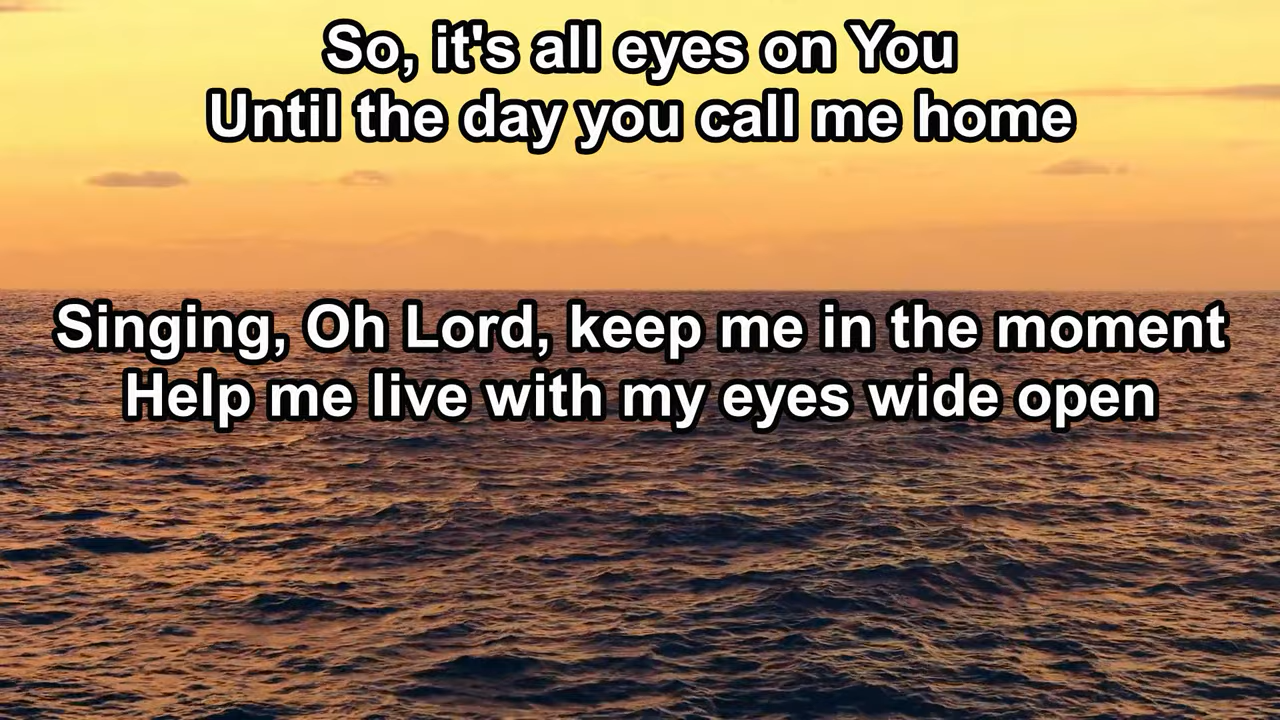 So, it's all eyes on You
Until the day you call me home
Singing, Oh Lord, keep me in the moment
Help me live with my eyes wide open